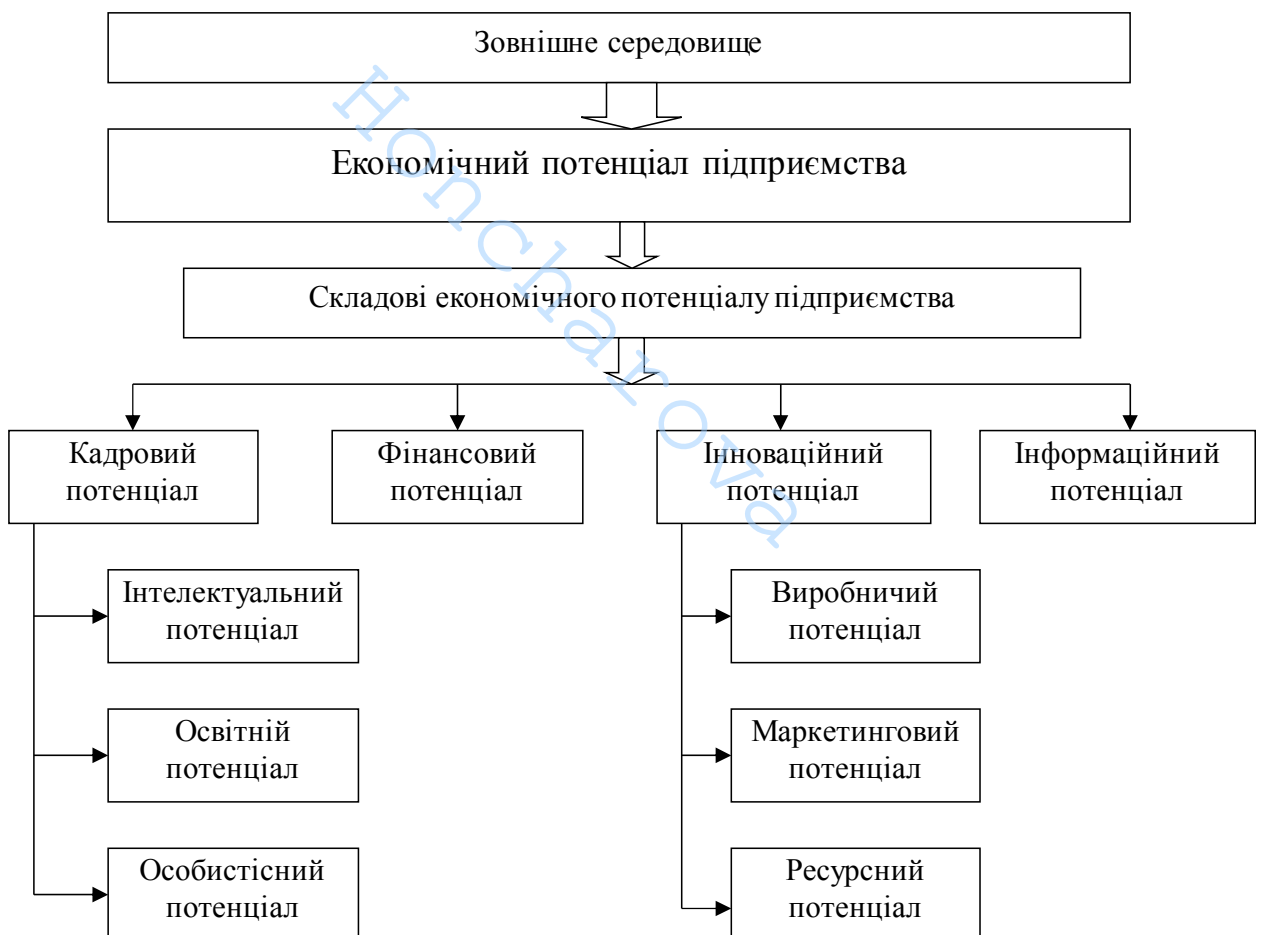 Зовнішнє середовище
Економічний потенціал підприємства
Складові економічного потенціалу підприємства
Кадровий
потенціал
Фінансовий
потенціал
Інноваційний
потенціал
Інформаційний
потенціал
Інтелектуальний
потенціал
Виробничий
потенціал
Освітній
потенціал
Маркетинговий
потенціал
Особистісний
потенціал
Ресурсний
потенціал
Honcharova